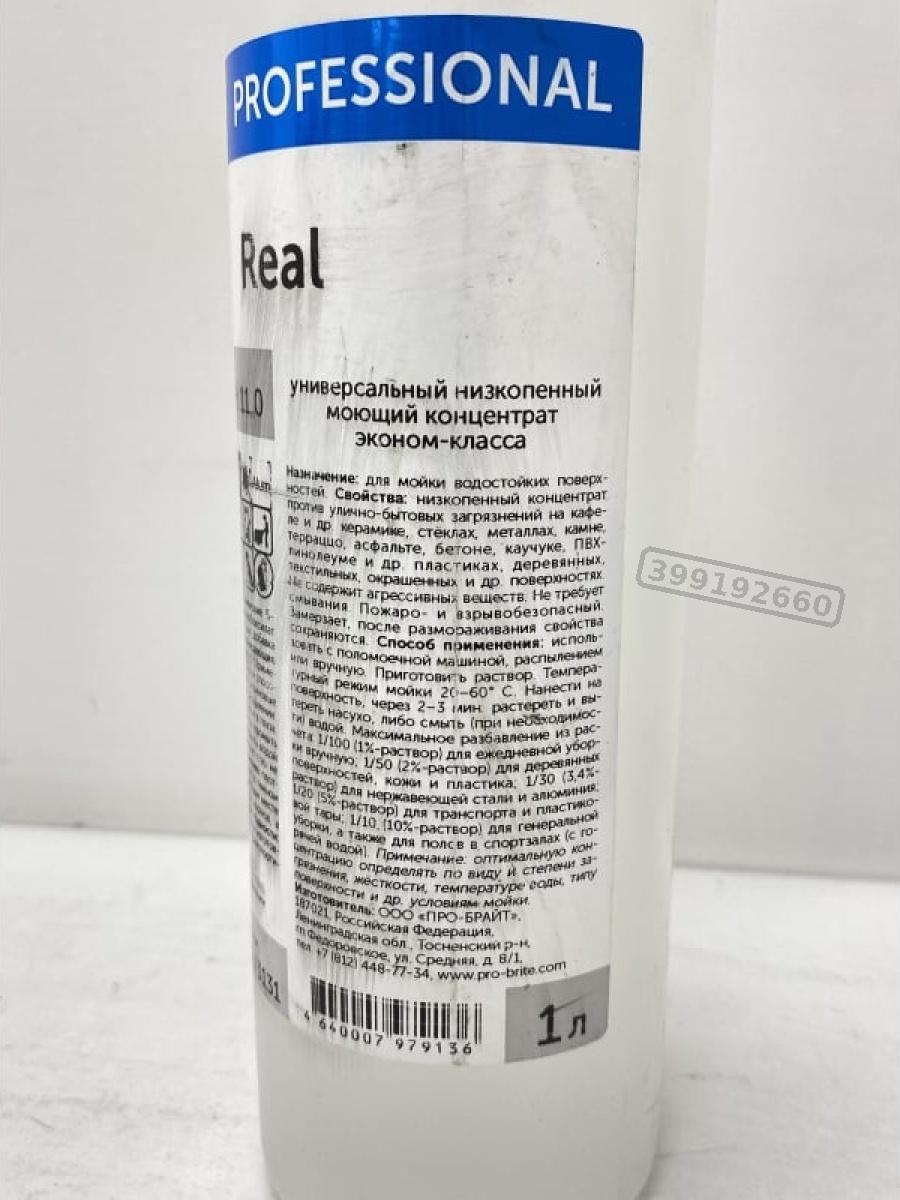 PROFESSIONAL
Real
11.0
универсальный низкопенный
моющий концентрат
эконом-класса
Назначение: для мойки водостойких поверх-
ностей. Свойства: низкопенный концентрат
против улично-бытовых загрязнений на кафе-
ле и др. керамике, стёклах, металлах, камне,
терраццо, асфальте, бетоне, каучуке, ПВХ-
линолеуме и др. пластиках, деревянных,
текстильных, окрашенных и др. поверхностях.
Не содержит агрессивных веществ. Не требует
смывания. Пожаро- и взрывобезопасный.
Замерзает, после размораживания свойства
сохраняются. Способ применения: исполь-
зовать с поломоечной машиной, распылением
или вручную. Приготовить раствор. Темпера-
турный режим мойки 20-60° С. Нанести на
поверхность, через 2-3 мин. растереть и вы-
тереть насухо, либо смыть (при необходимос-
ти) водой. Максимальное разбавление из рас-
чета: 1/100 (1%-раствор) для ежедневной убор-
ки вручную; 1/50 (2%-раствор) для деревянных
поверхностей, кожи и пластика; 1/30 (3,4%-
раствор) для нержавеющей стали и алюминия;
1/20 (5%-раствор) для транспорта и пластико-
вой тары; 1/10 (10%-раствор) для генеральной
уборки, а также для полов в спортзалах (с го-
рячей водой). Примечание: оптимальную кон-
центрацию определять по виду и степени за-
грязнения, жёсткости, температуре воды, типу
поверхности и др. условиям мойки.
Изготовитель: ООО «ПРО-БРАЙТ»,
187021, Российская Федерация,
Ленинградская обл., Тосненский р-н,
гп Федоровское, ул. Средняя, д. 8/1,
тел. +7 (812) 448-77-34, www.pro-brite.com
4 640007 979136
1 л
399192660